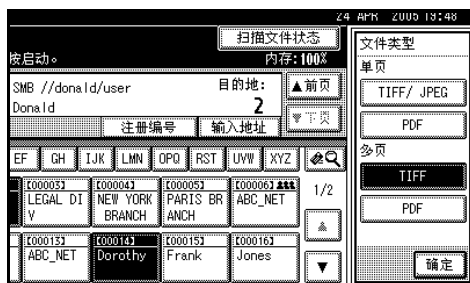 24 APR 2005 19:48
扫描文件状态
按启动。
内存:100%
SMB //donald/user
目的地:
Donald
2
▲前页
▼下页
注册编号
输入地址
EF GH IJK LMN OPQ RST UVW XYZ
1/2
[00003] LEGAL DI V
[00004] NEW YORK BRANCH
[00005] PARIS BR ANCH
[00006] ABC_NET
[00013] ABC_NET
[00014] Dorothy
[00015] Frank
[00016] Jones
▲
▼
文件类型
单页
TIFF/ JPEG
PDF
多页
TIFF
PDF
确定